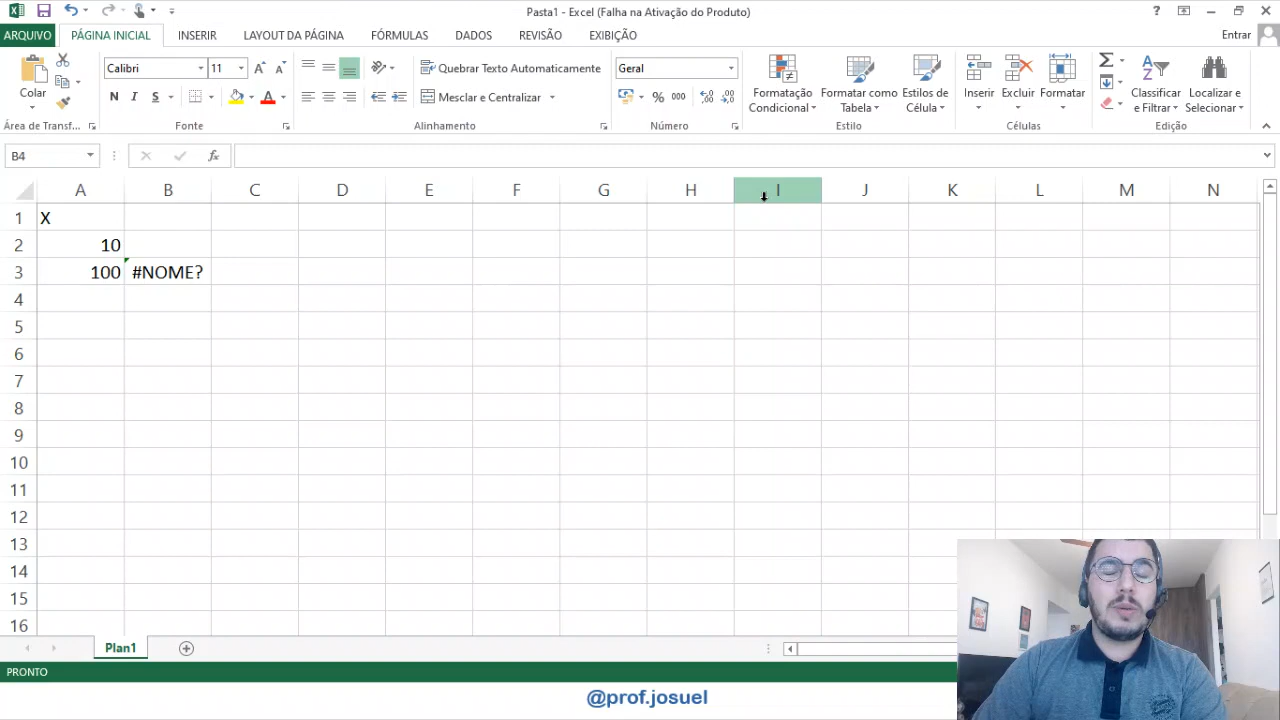 Pasta1 - Excel (Falha na Ativação do Produto)
?
ARQUIVO PÁGINA INICIAL INSERIR LAYOUT DA PÁGINA FÓRMULAS DADOS REVISÃO EXIBIÇÃO Entrar
Colar
Calibri 11
N I S A
Quebrar Texto Automaticamente
Mesclar e Centralizar
Geral
% 000
Formatação Condicional
Formatar como Tabela
Estilos de Célula
Inserir
Excluir
Formatar
Classificar e Filtrar
Localizar e Selecionar
Área de Transf... Fonte Alinhamento Número Estilo Células Edição
B4 fx
A B C D E F G H I J K L M N
1 X
2 10
3 100 #NOME?
4
5
6
7
8
9
10
11
12
13
14
15
16
Plan1
PRONTO
@prof.josuel